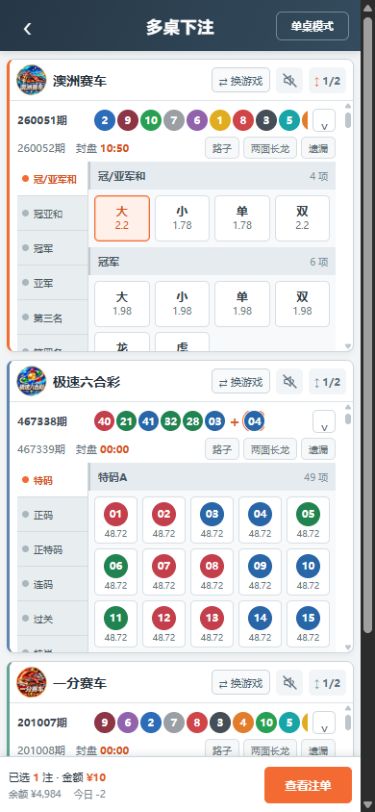 多桌下注 单桌模式
澳洲赛车 换游戏 1/2
260051期 2 9 10 7 6 1 8 3 5
260052期 封盘 10:50 路子 两面长龙 遗漏
冠/亚军和 冠/亚军和 4 项
大 小 单 双
2.2 1.78 1.78 2.2
冠亚和
冠军 冠军 6 项
亚军 大 小 单 双
1.98 1.98 1.98 1.98
第三名
龙 虎
极速六合彩 换游戏 1/2
467338期 40 21 41 32 28 03 + 04
467339期 封盘 00:00 路子 两面长龙 遗漏
特码 特码A 49 项
正码 01 02 03 04 05
48.72 48.72 48.72 48.72 48.72
正特码
连码 06 07 08 09 10
48.72 48.72 48.72 48.72 48.72
过关 11 12 13 14 15
48.72 48.72 48.72 48.72 48.72
一分赛车 换游戏 1/2
201007期 9 6 2 7 8 3 4 10 5
201008期 封盘 00:00 路子 两面长龙 遗漏
已选 1 注 · 金额 ¥10
余额 ¥4,984 今日 -2
查看注单